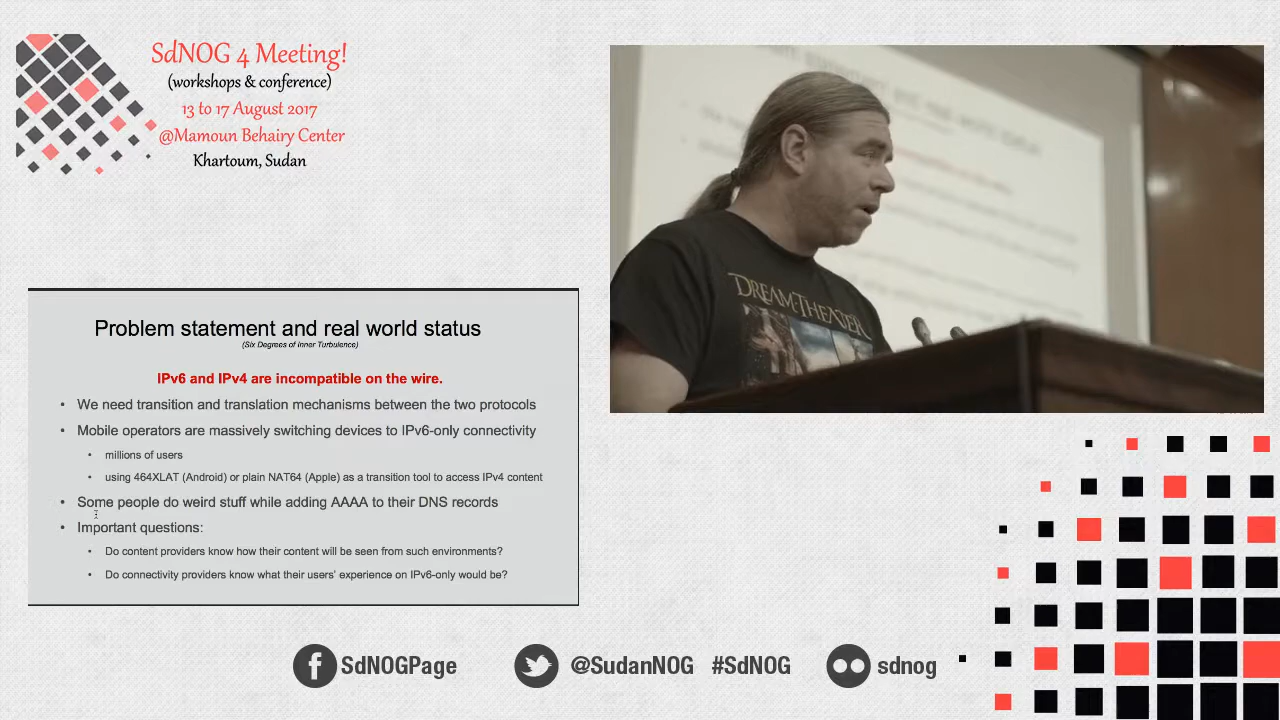 SdNOG 4 Meeting!
(workshops & conference)
13 to 17 August 2017
@Mamoun Behairy Center
Khartoum, Sudan
DREAM THEATER
Problem statement and real world status
(Six Degrees of Inner Turbulence)
IPv6 and IPv4 are incompatible on the wire.
• We need transition and translation mechanisms between the two protocols
• Mobile operators are massively switching devices to IPv6-only connectivity
• millions of users
• using 464XLAT (Android) or plain NAT64 (Apple) as a transition tool to access IPv4 content
• Some people do weird stuff while adding AAAA to their DNS records
• Important questions:
• Do content providers know how their content will be seen from such environments?
• Do connectivity providers know what their users' experience on IPv6-only would be?
SdNOGPage
@SudanNOG #SdNOG
sdnog